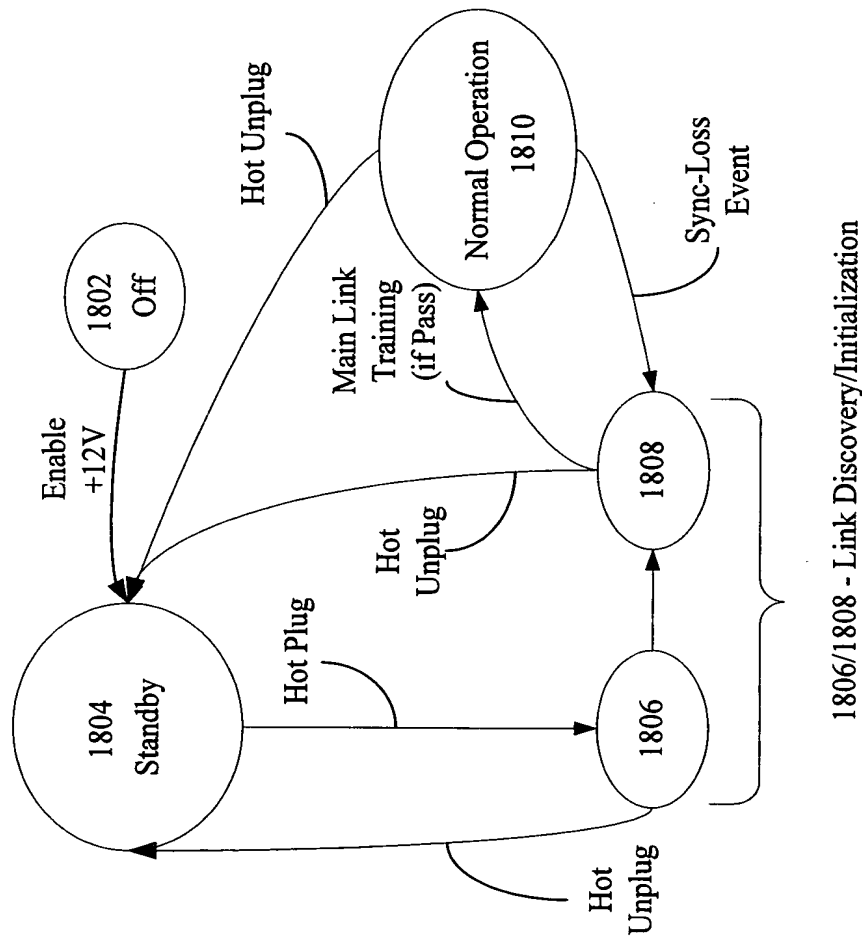 1802
Off
Enable
+12V
1804
Standby
Hot Unplug
Normal Operation
1810
Main Link
Training
(if Pass)
Hot
Unplug
Hot Plug
Sync-Loss
Event
1808
1806
Hot
Unplug
1806/1808 - Link Discovery/Initialization